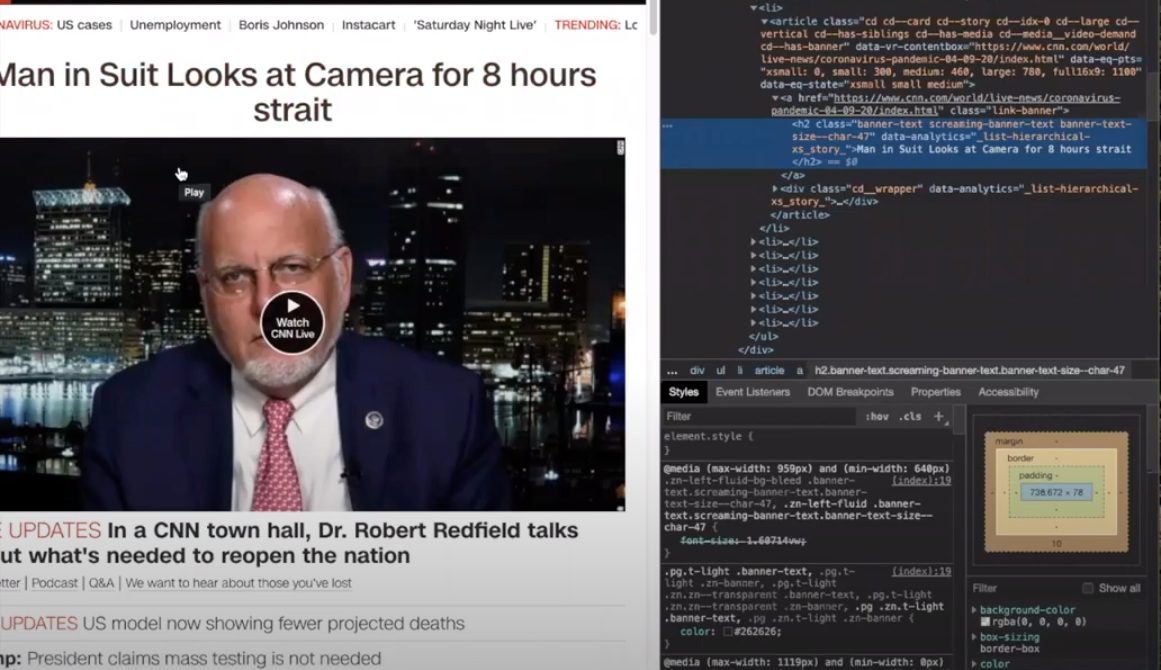 NAVIRUS: US cases | Unemployment | Boris Johnson | Instacart | 'Saturday Night Live' | TRENDING: Lo
Man in Suit Looks at Camera for 8 hours
strait
Play
CNN
Watch
CNN Live
E UPDATES In a CNN town hall, Dr. Robert Redfield talks
ut what's needed to reopen the nation
etter | Podcast | Q&A | We want to hear about those you've lost
UPDATES US model now showing fewer projected deaths
mp: President claims mass testing is not needed
▼<li>
▼<article class="cd cd--card cd--story cd--idx-0 cd--large cd--
vertical cd--has-siblings cd--has-media cd--media__video-demand
cd--has-banner" data-vr-contentbox="https://www.cnn.com/world/
live-news/coronavirus-pandemic-04-09-20/index.html" data-eq-pts=
"xsmall: 0, small: 300, medium: 460, large: 780, full16x9: 1100"
data-eq-state="xsmall small medium">
▼<a href="https://www.cnn.com/world/live-news/coronavirus-
pandemic-04-09-20/index.html" class="link-banner">
… <h2 class="banner-text screaming-banner-text banner-text-
size--char-47" data-analytics="_list-hierarchical-
xs_story_">Man in Suit Looks at Camera for 8 hours strait
</h2> == $0
</a>
▶<div class="cd__wrapper" data-analytics="_list-hierarchical-
xs_story_">…</div>
</article>
</li>
▶<li>…</li>
▶<li>…</li>
▶<li>…</li>
▶<li>…</li>
▶<li>…</li>
▶<li>…</li>
▶<li>…</li>
</ul>
</div>
... div ul li article a h2.banner-text.screaming-banner-text.banner-text-size--char-47
Styles Event Listeners DOM Breakpoints Properties Accessibility
Filter :hov .cls +
element.style {
}
@media (max-width: 959px) and (min-width: 640px)
.zn-left-fluid-bg-bleed .banner- (index):19
text.screaming-banner-text.banner-
text-size--char-47, .zn-left-fluid .banner-
text.screaming-banner-text.banner-text-size--
char-47 {
font-size: 1.60714vw;
}
.pg.t-light .banner-text, .pg.t- (index):19
light .zn-banner, .pg.t-light
.zn.zn--transparent .banner-text, .pg.t-light
.zn.zn--transparent .zn-banner, .pg .zn.t-light
.banner-text, .pg .zn.t-light .zn-banner {
color: #262626;
}
@media (max-width: 1119px) and (min-width: 0px)
margin -
border -
padding -
738.672 × 78
10
Filter Show all
▶ background-color
rgba(0, 0, 0, 0)
▶ box-sizing
border-box
▶ color